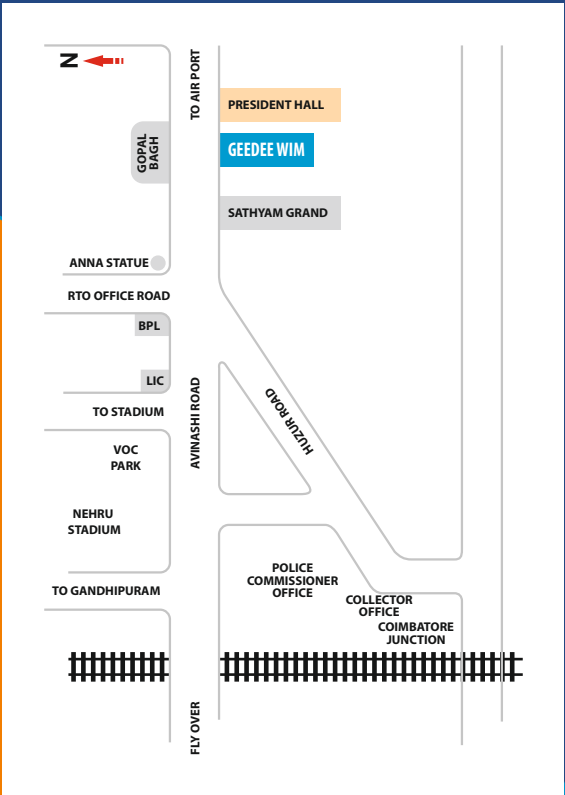 N
TO AIR PORT
PRESIDENT HALL
GOPAL
BAGH
GEEDEE WIM
SATHYAM GRAND
ANNA STATUE
RTO OFFICE ROAD
BPL
LIC
TO STADIUM
AVINASHI ROAD
HUZUR ROAD
VOC
PARK
NEHRU
STADIUM
TO GANDHIPURAM
POLICE
COMMISSIONER
OFFICE
COLLECTOR
OFFICE
COIMBATORE
JUNCTION
FLY OVER